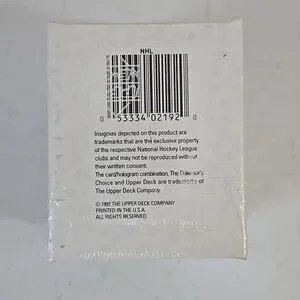 NHL
0 53334 02192 0
Insignias depicted on this product are
trademarks that are the exclusive property
of the respective National Hockey League
clubs and may not be reproduced without
their written consent.
The card/hologram combination, The Collector's
Choice and Upper Deck are trademarks of
The Upper Deck Company.
© 1992 THE UPPER DECK COMPANY
PRINTED IN THE U.S.A.
ALL RIGHTS RESERVED.